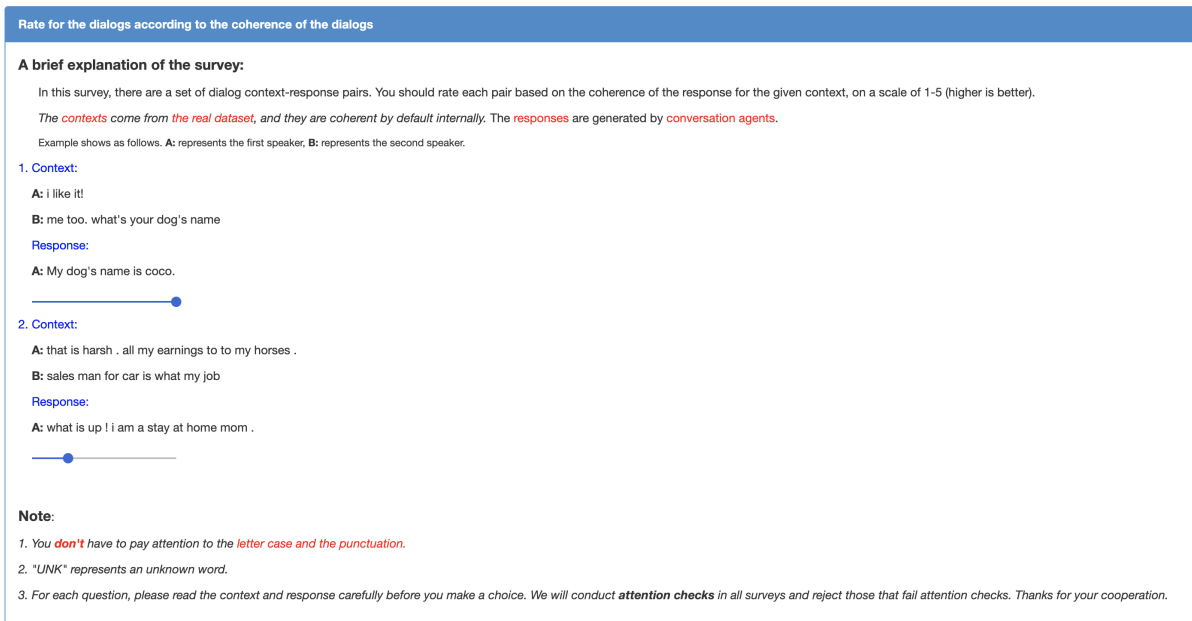 Rate for the dialogs according to the coherence of the dialogs
A brief explanation of the survey:
In this survey, there are a set of dialog context-response pairs. You should rate each pair based on the coherence of the response for the given context, on a scale of 1-5 (higher is better).
The contexts come from the real dataset, and they are coherent by default internally. The responses are generated by conversation agents.
Example shows as follows. A: represents the first speaker, B: represents the second speaker.
1. Context:
A: i like it!
B: me too. what's your dog's name
Response:
A: My dog's name is coco.
2. Context:
A: that is harsh . all my earnings to to my horses .
B: sales man for car is what my job
Response:
A: what is up ! i am a stay at home mom .
Note:
1. You don't have to pay attention to the letter case and the punctuation.
2. "UNK" represents an unknown word.
3. For each question, please read the context and response carefully before you make a choice. We will conduct attention checks in all surveys and reject those that fail attention checks. Thanks for your cooperation.